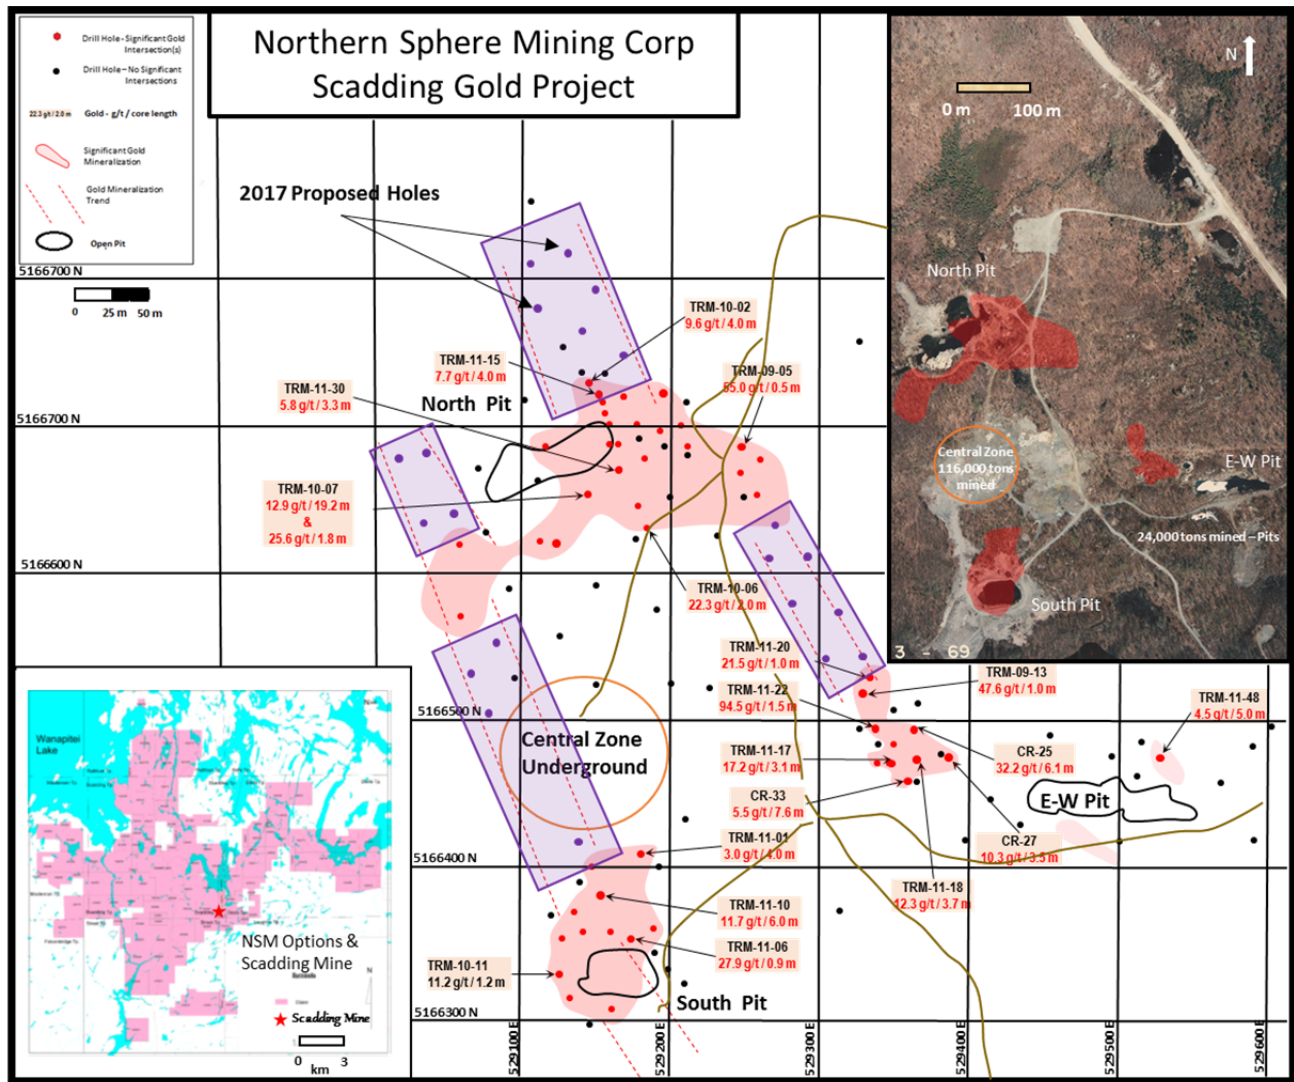 Northern Sphere Mining Corp
Scadding Gold Project
Drill Hole - Significant Gold
Intersection(s)
Drill Hole – No Significant
Intersections
22.3 g/t / 2.0 m
Gold - g/t / core length
Significant Gold
Mineralization
Gold Mineralization
Trend
Open Pit
2017 Proposed Holes
5166700 N
0 25 m 50 m
TRM-10-02
9.6 g/t / 4.0 m
TRM-11-15
7.7 g/t / 4.0 m
TRM-09-05
55.0 g/t / 0.5 m
TRM-11-30
5.8 g/t / 3.3 m
North Pit
5166700 N
TRM-10-07
12.9 g/t / 19.2 m
&
25.6 g/t / 1.8 m
5166600 N
TRM-10-06
22.3 g/t / 2.0 m
TRM-11-20
21.5 g/t / 1.0 m
TRM-09-13
47.6 g/t / 1.0 m
TRM-11-22
94.5 g/t / 1.5 m
TRM-11-48
4.5 g/t / 5.0 m
5166500 N
Central Zone
Underground
TRM-11-17
17.2 g/t / 3.1 m
CR-25
32.2 g/t / 6.1 m
CR-33
5.5 g/t / 7.6 m
E-W Pit
TRM-11-01
3.0 g/t / 4.0 m
CR-27
10.3 g/t / 3.5 m
5166400 N
TRM-11-18
12.3 g/t / 3.7 m
TRM-11-10
11.7 g/t / 6.0 m
TRM-11-06
27.9 g/t / 0.9 m
TRM-10-11
11.2 g/t / 1.2 m
South Pit
5166300 N
529100 E
529200 E
529300 E
529400 E
529500 E
529600 E
N
0 m 100 m
North Pit
Central Zone
116,000 tons
mined
E-W Pit
24,000 tons mined – Pits
South Pit
3 - 69
Wanapitei
Lake
NSM Options &
Scadding Mine
N
Claim
Scadding Mine
0 3
km